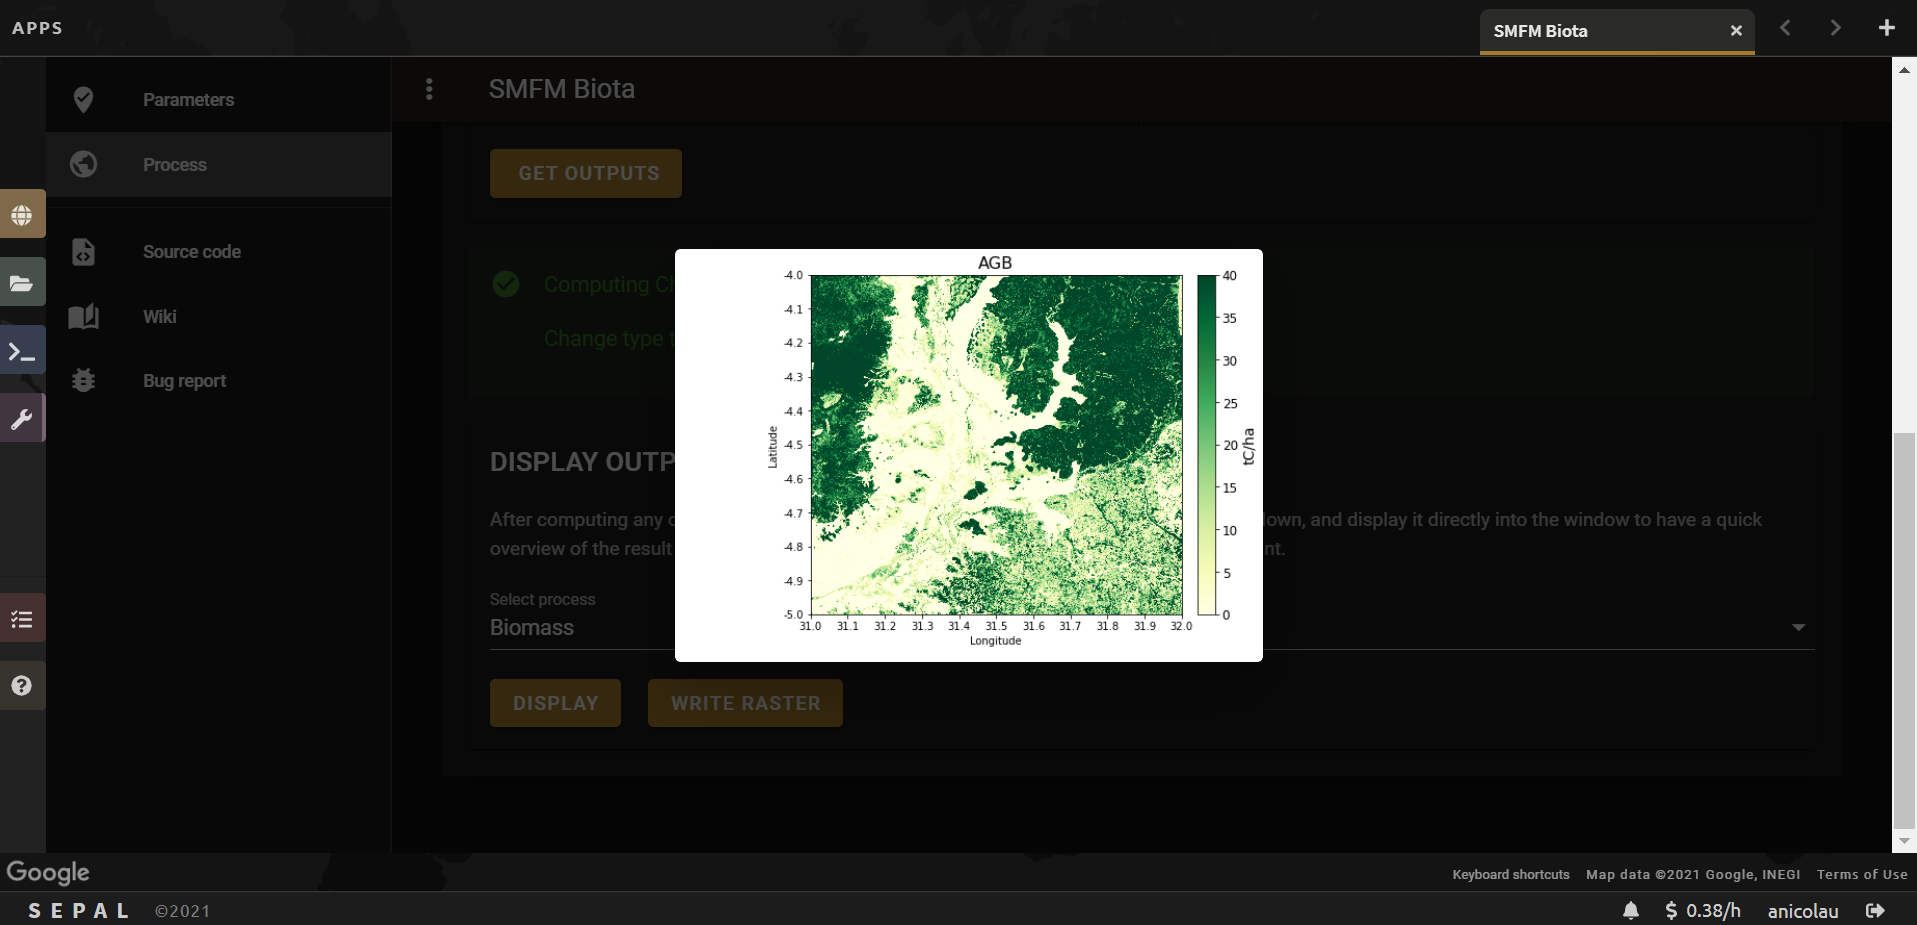 APPS
SMFM Biota
Parameters
SMFM Biota
Process
GET OUTPUTS
Source code
Wiki
Bug report
Computing
Change type
AGB
-4.0
-4.1
-4.2
-4.3
-4.4
-4.5
-4.6
-4.7
-4.8
-4.9
-5.0
Latitude
31.0 31.1 31.2 31.3 31.4 31.5 31.6 31.7 31.8 31.9 32.0
Longitude
40
35
30
25
20
15
10
5
0
tC/ha
DISPLAY OUTP
After computing any own, and display it directly into the window to have a quick
overview of the result nt.
Select process
Biomass
DISPLAY WRITE RASTER
Google
Keyboard shortcuts Map data ©2021 Google, INEGI Terms of Use
SEPAL ©2021
$ 0.38/h anicolau